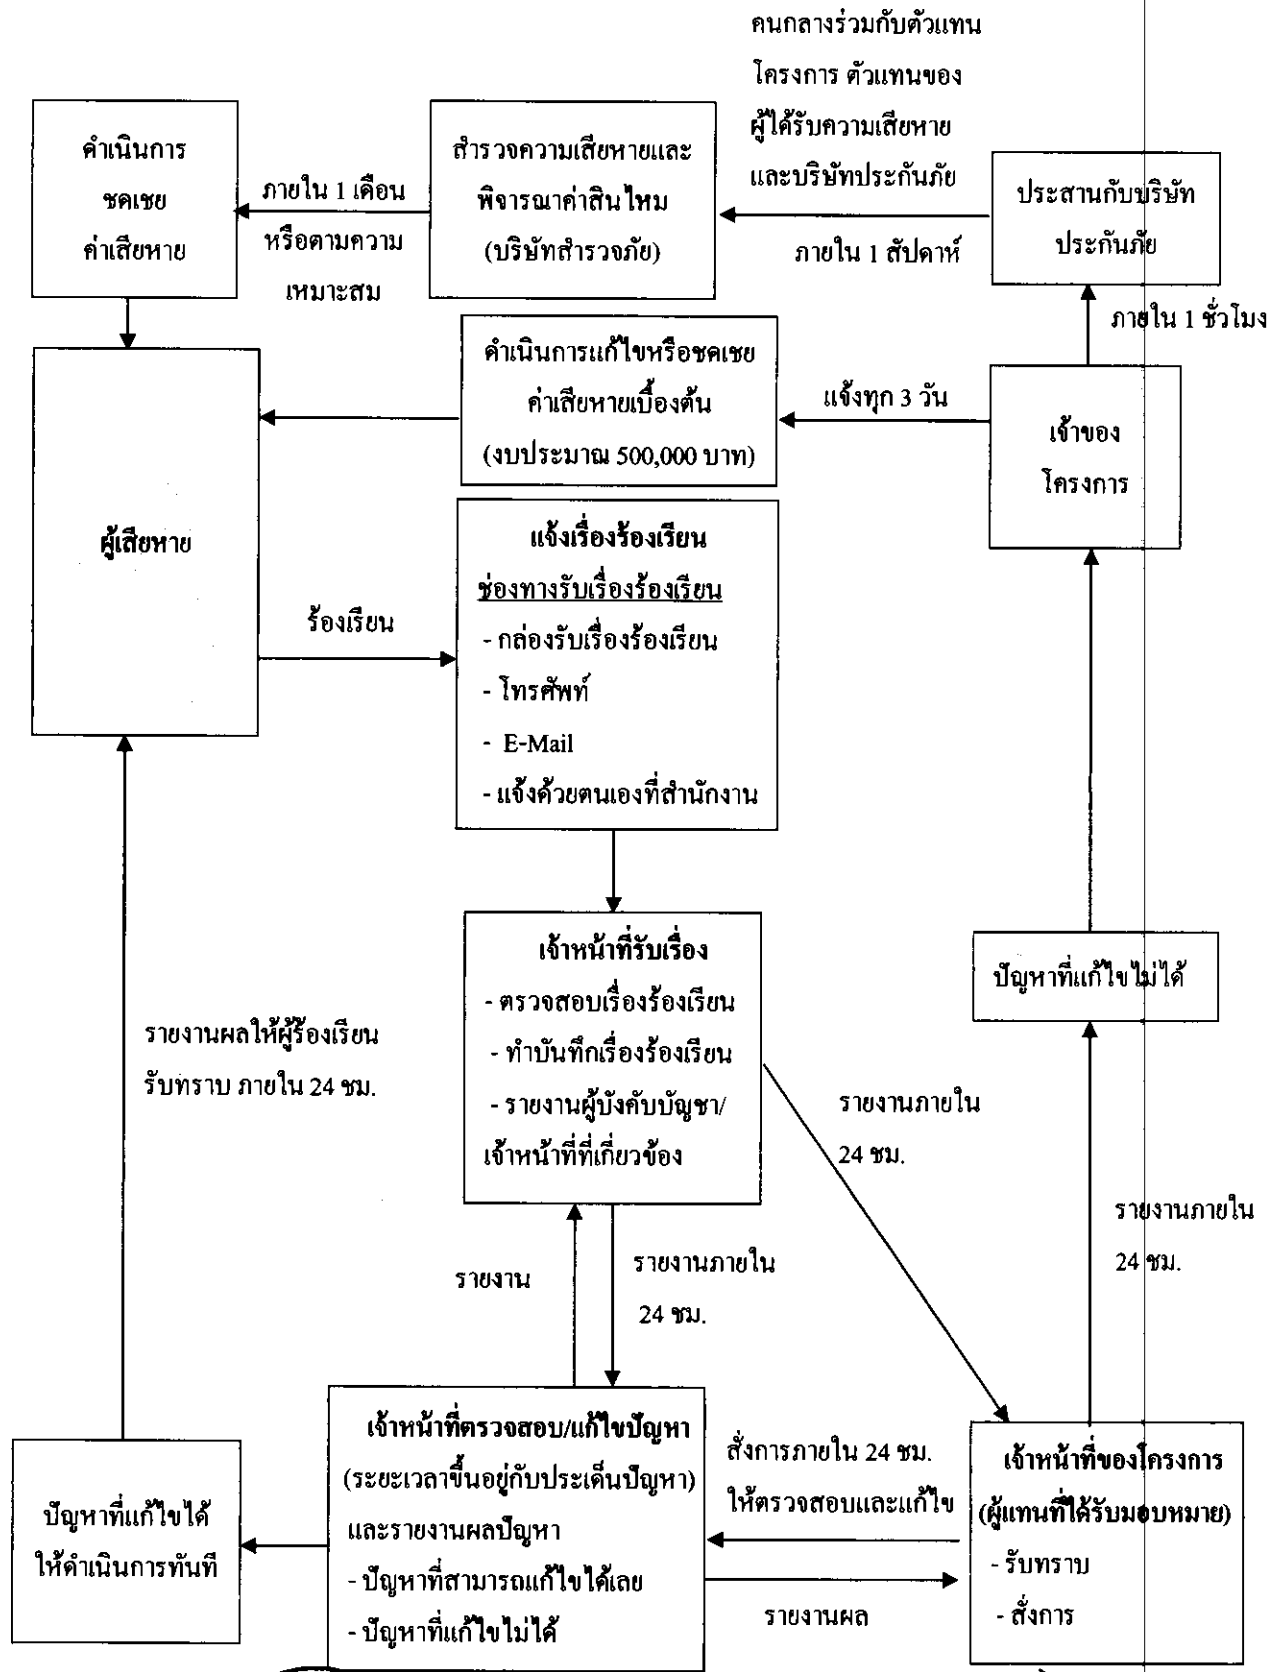 คนกลางร่วมกับตัวแทน
โครงการ ตัวแทนของ
ผู้ได้รับความเสียหาย
และบริษัทประกันภัย
ดำเนินการ
ชดเชย
ค่าเสียหาย
ภายใน 1 เดือน
หรือตามความ
เหมาะสม
สำรวจความเสียหายและ
พิจารณาค่าสินไหม
(บริษัทสำรวจภัย)
ภายใน 1 สัปดาห์
ประสานกับบริษัท
ประกันภัย
ภายใน 1 ชั่วโมง
ดำเนินการแก้ไขหรือชดเชย
ค่าเสียหายเบื้องต้น
(งบประมาณ 500,000 บาท)
แจ้งทุก 3 วัน
เจ้าของ
โครงการ
ผู้เสียหาย
ร้องเรียน
แจ้งเรื่องร้องเรียน
ช่องทางรับเรื่องร้องเรียน
- กล่องรับเรื่องร้องเรียน
- โทรศัพท์
- E-Mail
- แจ้งด้วยตนเองที่สำนักงาน
เจ้าหน้าที่รับเรื่อง
- ตรวจสอบเรื่องร้องเรียน
- ทำบันทึกเรื่องร้องเรียน
- รายงานผู้บังคับบัญชา/
เจ้าหน้าที่ที่เกี่ยวข้อง
ปัญหาที่แก้ไขไม่ได้
รายงานผลให้ผู้ร้องเรียน
รับทราบ ภายใน 24 ชม.
รายงานภายใน
24 ชม.
รายงานภายใน
24 ชม.
รายงาน
รายงานภายใน
24 ชม.
ปัญหาที่แก้ไขได้
ให้ดำเนินการทันที
เจ้าหน้าที่ตรวจสอบ/แก้ไขปัญหา
(ระยะเวลาขึ้นอยู่กับประเด็นปัญหา)
และรายงานผลปัญหา
- ปัญหาที่สามารถแก้ไขได้เลย
- ปัญหาที่แก้ไขไม่ได้
สั่งการภายใน 24 ชม.
ให้ตรวจสอบและแก้ไข
รายงานผล
เจ้าหน้าที่ของโครงการ
(ผู้แทนที่ได้รับมอบหมาย)
- รับทราบ
- สั่งการ